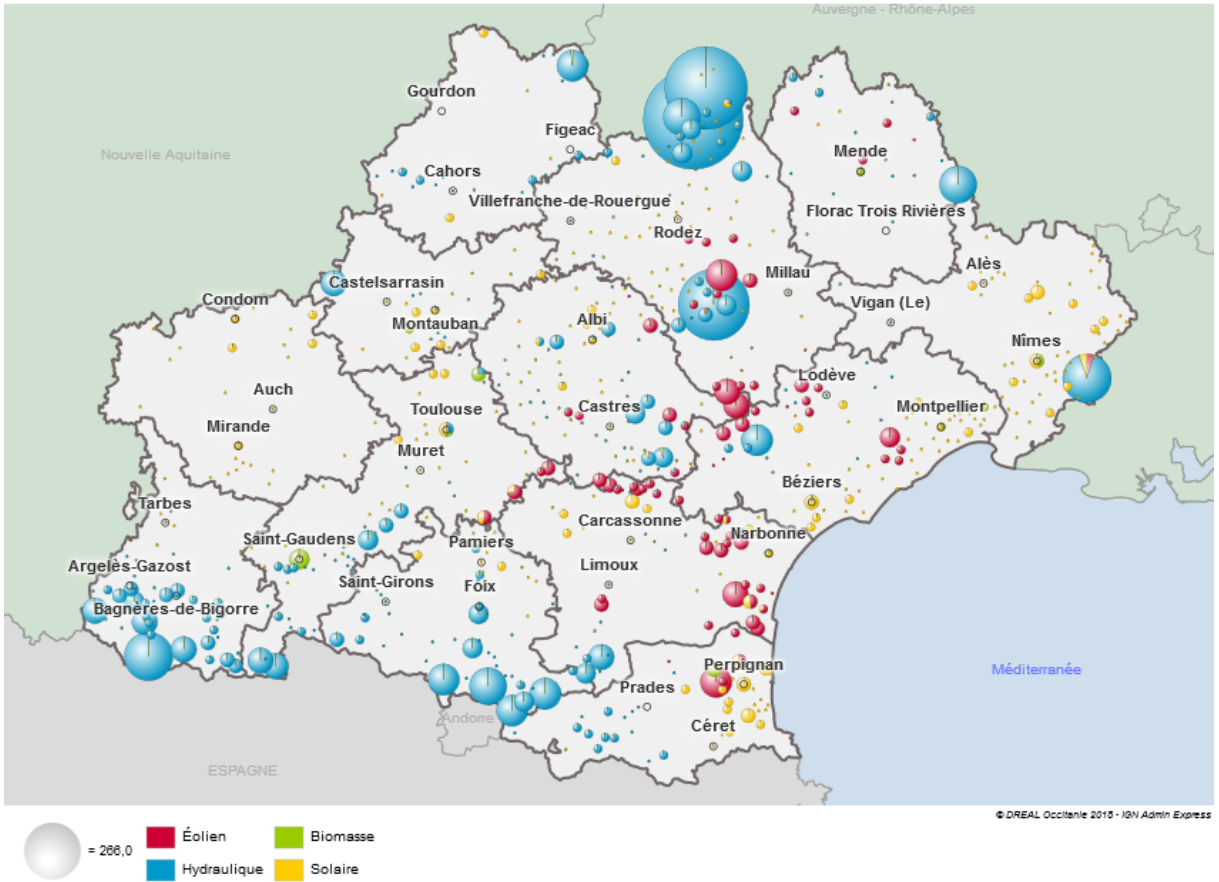 Auvergne - Rhône-Alpes
Gourdon
Figeac
Nouvelle Aquitaine
Mende
Cahors
Villefranche-de-Rouergue
Florac Trois Rivières
Rodez
Alès
Millau
Castelsarrasin
Condom
Vigan (Le)
Montauban
Albi
Nîmes
Lodève
Auch
Toulouse
Castres
Montpellier
Mirande
Muret
Béziers
Tarbes
Carcassonne
Narbonne
Saint-Gaudens
Pamiers
Argelès-Gazost
Saint-Girons
Foix
Limoux
Bagnères-de-Bigorre
Perpignan
Méditerranée
Prades
Andorre
Céret
ESPAGNE
© DREAL Occitanie 2018 - IGN Admin Express
= 266,0
Éolien
Biomasse
Hydraulique
Solaire